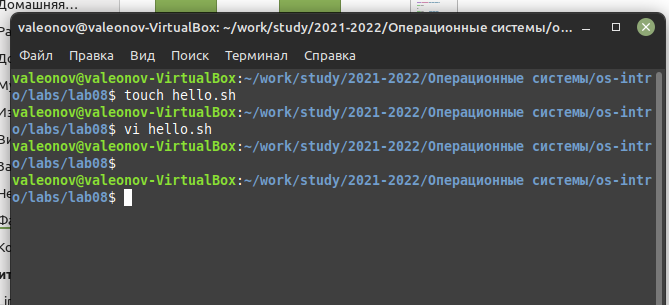 Домашняя...
valeonov@valeonov-VirtualBox: ~/work/study/2021-2022/Операционные системы/o...
Файл Правка Вид Поиск Терминал Справка
valeonov@valeonov-VirtualBox:~/work/study/2021-2022/Операционные системы/os-intr
o/labs/lab08$ touch hello.sh
valeonov@valeonov-VirtualBox:~/work/study/2021-2022/Операционные системы/os-intr
o/labs/lab08$ vi hello.sh
valeonov@valeonov-VirtualBox:~/work/study/2021-2022/Операционные системы/os-intr
o/labs/lab08$
valeonov@valeonov-VirtualBox:~/work/study/2021-2022/Операционные системы/os-intr
o/labs/lab08$